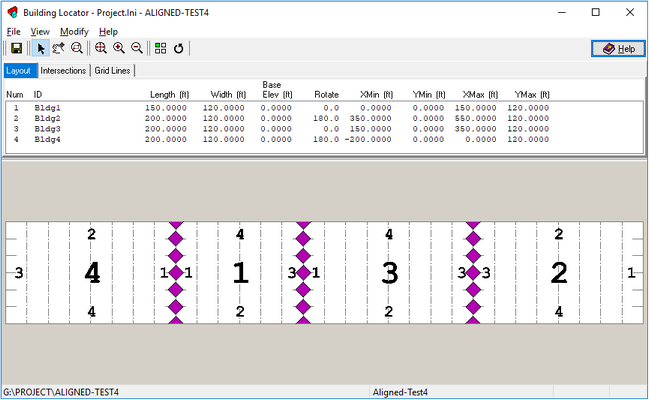 Building Locator - Project.Ini - ALIGNED-TEST4
File View Modify Help
Help
Layout Intersections Grid Lines
Num ID Length (ft) Width (ft) Base Elev (ft) Rotate XMin (ft) YMin (ft) XMax (ft) YMax (ft)
1 Bldg1 150.0000 120.0000 0.0000 0.0 0.0000 0.0000 150.0000 120.0000
2 Bldg2 200.0000 120.0000 0.0000 180.0 350.0000 0.0000 550.0000 120.0000
3 Bldg3 200.0000 120.0000 0.0000 0.0 150.0000 0.0000 350.0000 120.0000
4 Bldg4 200.0000 120.0000 0.0000 180.0 -200.0000 0.0000 0.0000 120.0000
2 4 4 2
3 4 1 1 1 3 1 3 3 3 2 1
4 2 2 4
G:\PROJECT\ALIGNED-TEST4 Aligned-Test4